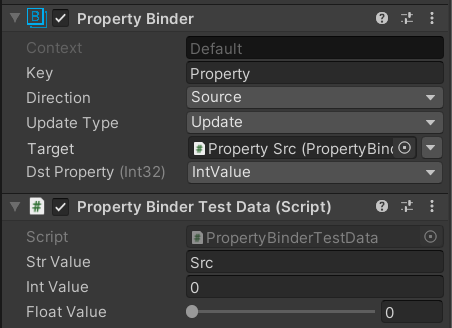 Property Binder
Context Default
Key Property
Direction Source
Update Type Update
Target Property Src (PropertyBind
Dst Property (Int32) IntValue
Property Binder Test Data (Script)
Script PropertyBinderTestData
Str Value Src
Int Value 0
Float Value 0